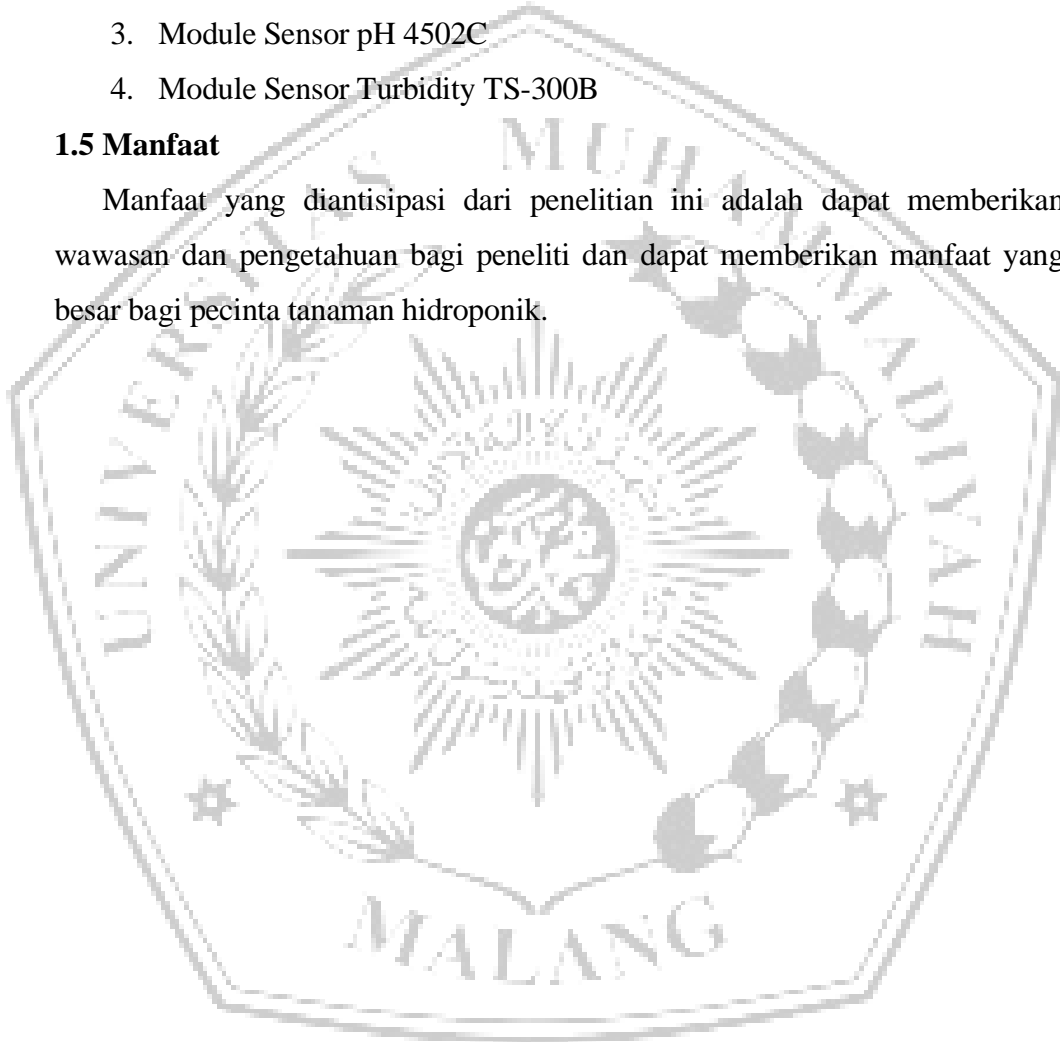 3. Module Sensor pH 4502C
4. Module Sensor Turbidity TS-300B
1.5 Manfaat
Manfaat yang diantisipasi dari penelitian ini adalah dapat memberikan
wawasan dan pengetahuan bagi peneliti dan dapat memberikan manfaat yang
besar bagi pecinta tanaman hidroponik.
UNIVERSITAS MUHAMMADIYAH
MALANG